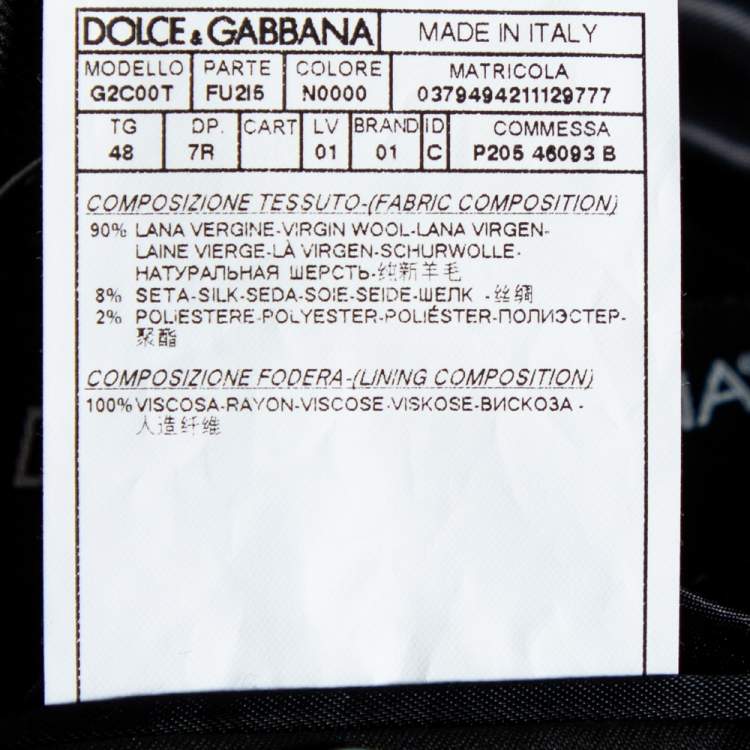 DOLCE & GABBANA MADE IN ITALY
MODELLO PARTE COLORE MATRICOLA
G2C00T FU2I5 N0000 0379494211129777
TG DP. CART LV BRAND ID COMMESSA
48 7R 01 01 C P205 46093 B
COMPOSIZIONE TESSUTO-(FABRIC COMPOSITION)
90% LANA VERGINE-VIRGIN WOOL-LANA VIRGEN-
LAINE VIERGE-LÀ VIRGEN-SCHURWOLLE-
НАТУРАЛЬНАЯ ШЕРСТЬ-纯新羊毛
8% SETA-SILK-SEDA-SOIE-SEIDE-ШЕЛК -丝绸
2% POLIESTERE-POLYESTER-POLIÉSTER-ПОЛИЭСТЕР-
聚酯
COMPOSIZIONE FODERA-(LINING COMPOSITION)
100% VISCOSA-RAYON-VISCOSE-VISKOSE-ВИСКОЗА -
人造纤维